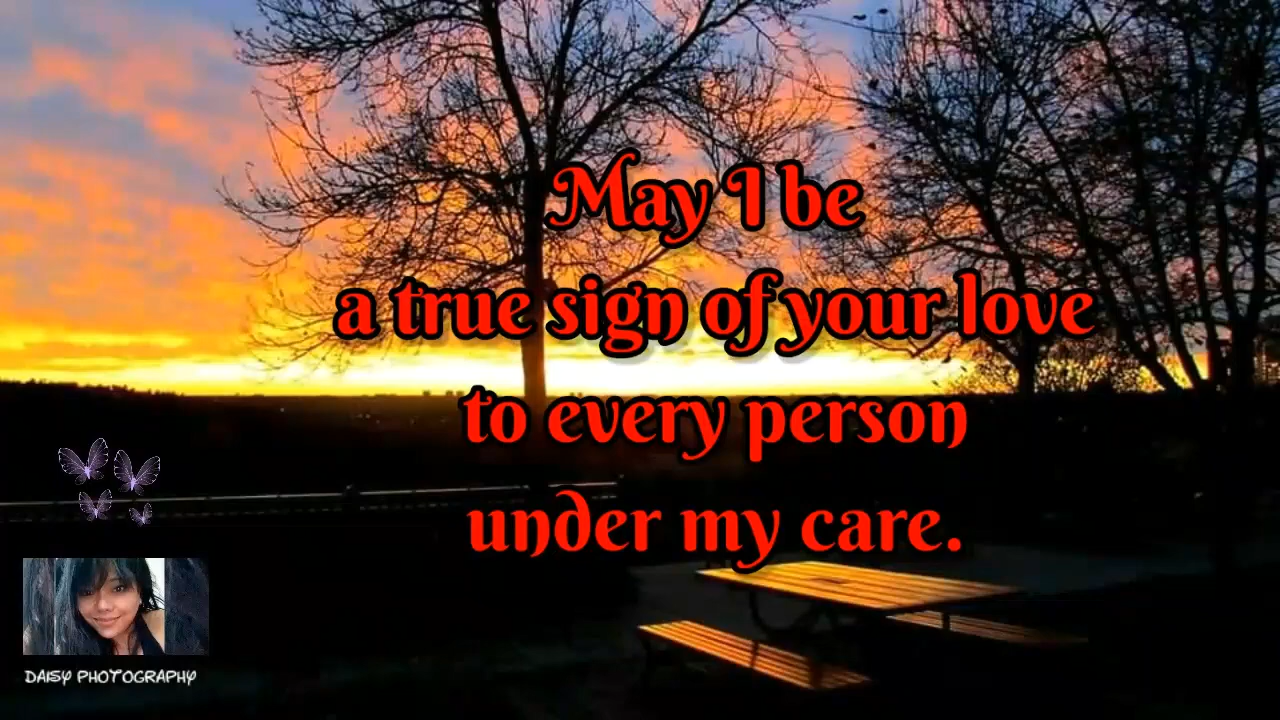 May I be
a true sign of your love
to every person
under my care.
DAISY PHOTOGRAPHY